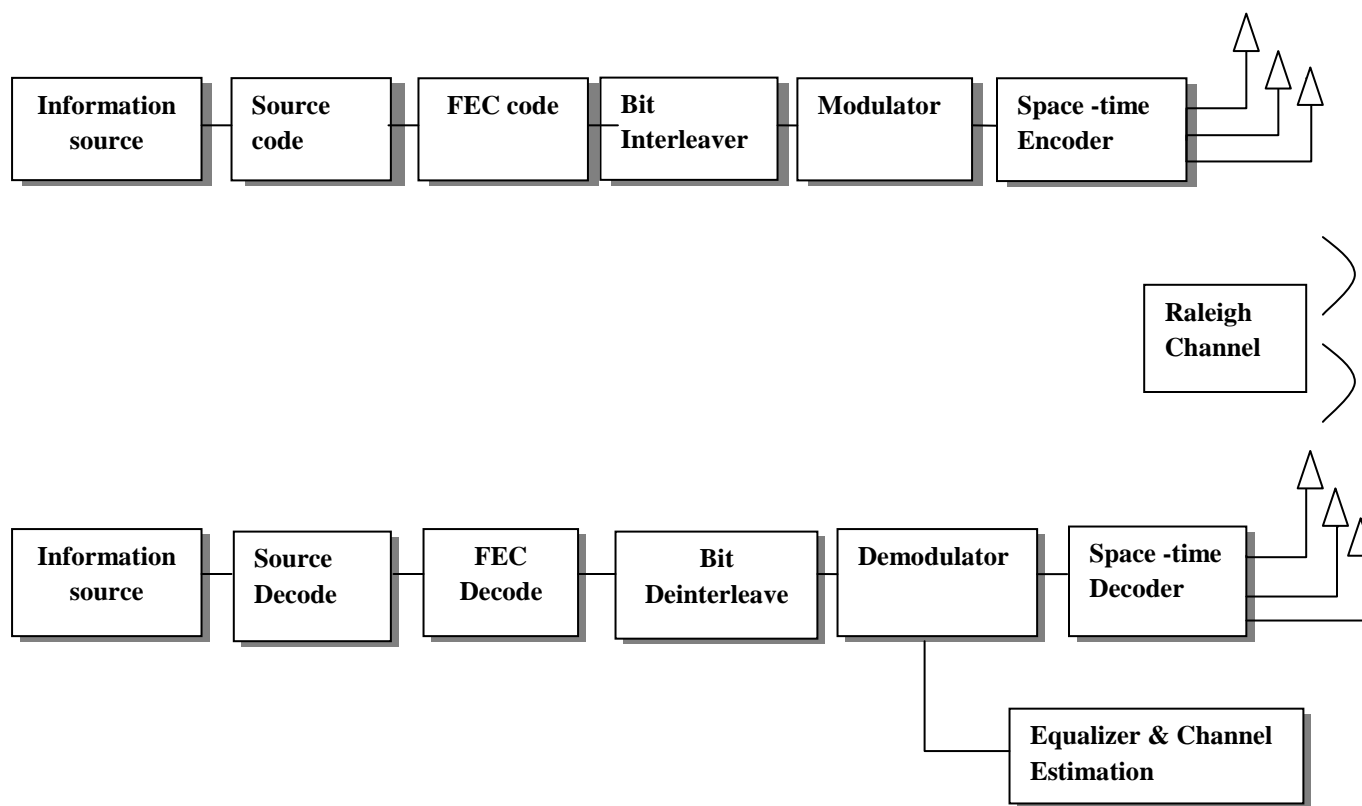 Information
source
Source
code
FEC code
Bit
Interleaver
Modulator
Space -time
Encoder
Raleigh
Channel
Information
source
Source
Decode
FEC
Decode
Bit
Deinterleave
Demodulator
Space -time
Decoder
Equalizer & Channel
Estimation